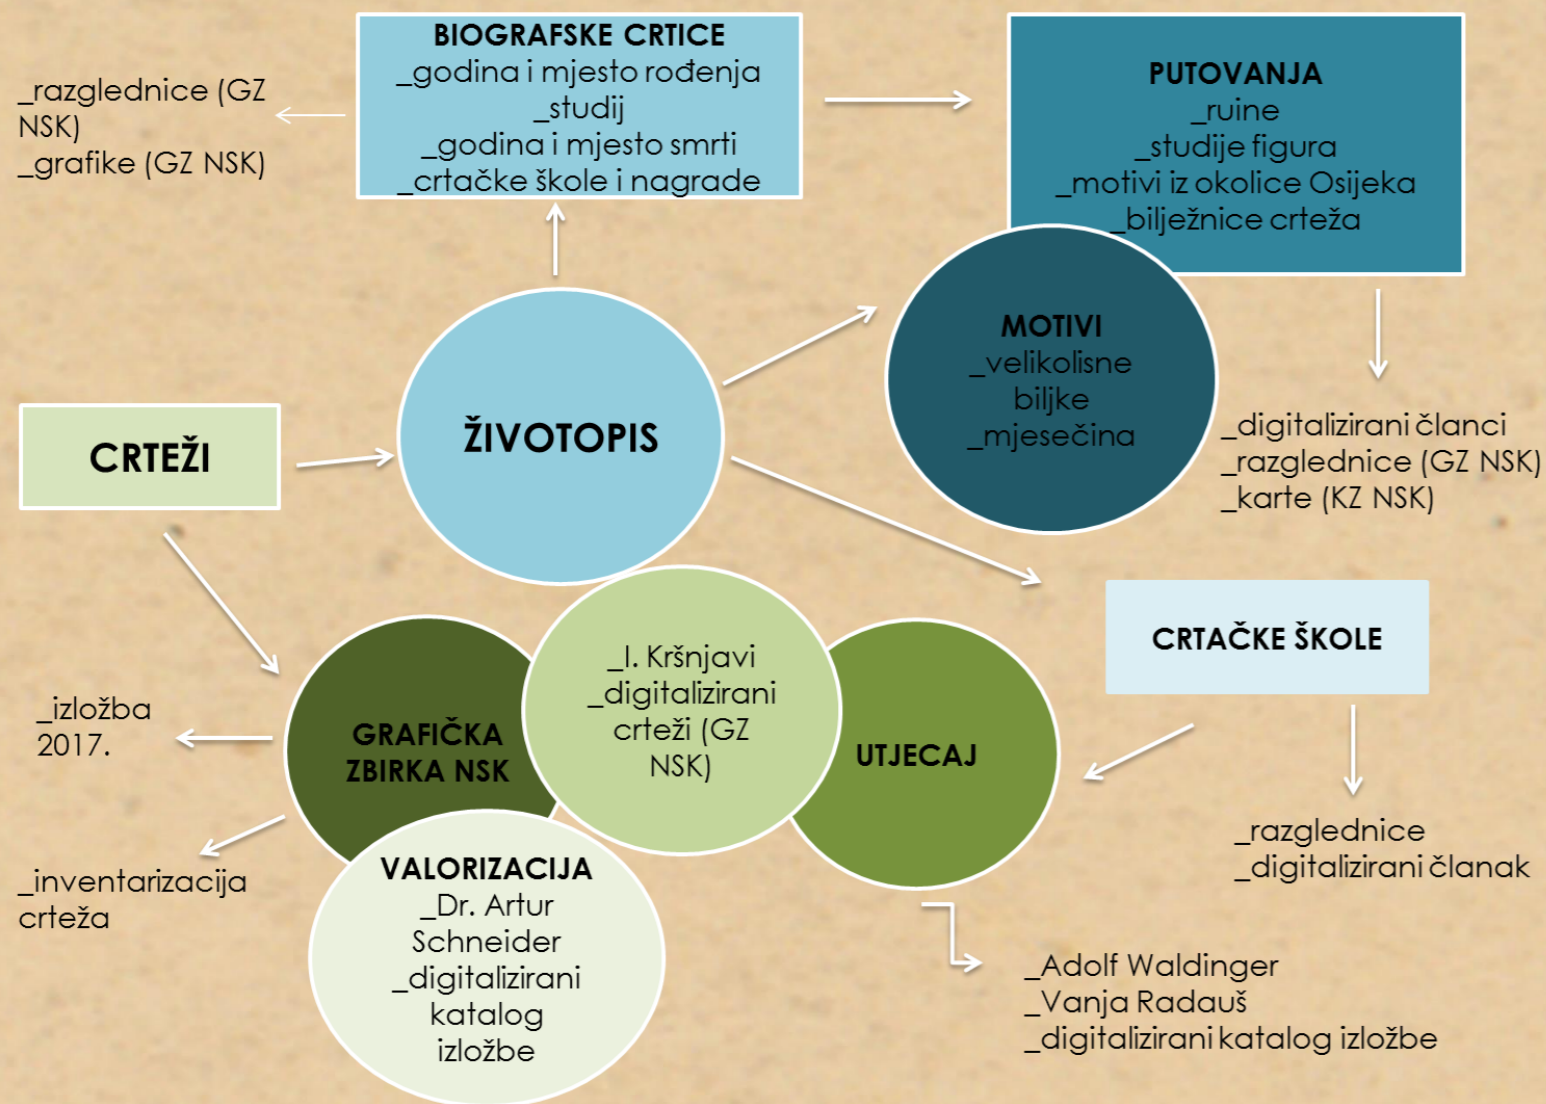 BIOGRAFSKE CRTICE
_godina i mjesto rođenja
_studij
_godina i mjesto smrti
_crtačke škole i nagrade
_razglednice (GZ
NSK)
_grafike (GZ NSK)
PUTOVANJA
_ruine
_studije figura
_motivi iz okolice Osijeka
_bilježnice crteža
MOTIVI
_velikolisne
biljke
_mjesečina
_digitalizirani članci
_razglednice (GZ NSK)
_karte (KZ NSK)
CRTEŽI
ŽIVOTOPIS
CRTAČKE ŠKOLE
_I. Kršnjavi
_digitalizirani
crteži (GZ
NSK)
UTJECAJ
GRAFIČKA
ZBIRKA NSK
_izložba
2017.
_inventarizacija
crteža
VALORIZACIJA
_Dr. Artur
Schneider
_digitalizirani
katalog
izložbe
_razglednice
_digitalizirani članak
_Adolf Waldinger
_Vanja Radauš
_digitalizirani katalog izložbe